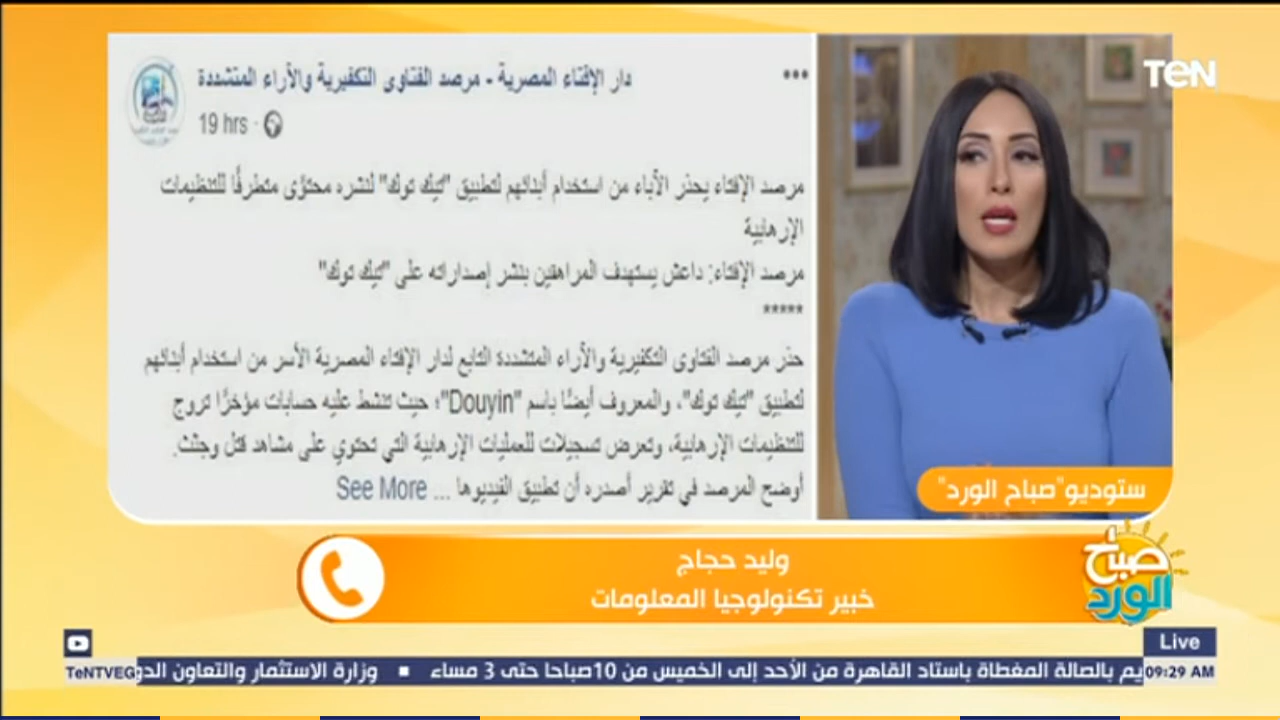 TEN
دار الإفتاء المصرية - مرصد الفتاوى التكفيرية والآراء المتشددة
19 hrs ·
مرصد الإفتاء يحذر الآباء من استخدام أبنائهم لتطبيق "تيك توك" لنشره محتوًى متطرفًا للتنظيمات
الإرهابية
مرصد الإفتاء: داعش يستهدف المراهقين بنشر إصداراته على "تيك توك"
*****
حذر مرصد الفتاوى التكفيرية والآراء المتشددة التابع لدار الإفتاء المصرية الأسر من استخدام أبنائهم
لتطبيق "تيك توك"، والمعروف أيضًا باسم "Douyin"؛ حيث تنشط عليه حسابات مؤخرًا تروج
للتنظيمات الإرهابية، وتعرض تسجيلات للعمليات الإرهابية التي تحتوي على مشاهد قتل وجثث.
أوضح المرصد في تقرير أصدره أن تطبيق الفيديوها ... See More
ستوديو"صباح الورد"
صباح
الورد
وليد حجاج
خبير تكنولوجيا المعلومات
Live
09:29 AM
يم بالصالة المغطاة باستاد القاهرة من الأحد إلى الخميس من 10صباحا حتى 3 مساء ■ وزارة الاستثمار والتعاون الدو
TeNTVEG